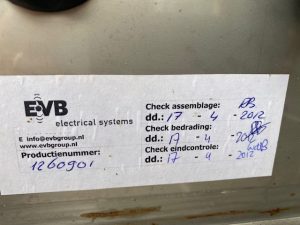 EVB
electrical systems
E info@evbgroup.nl
www.evbgroup.nl
Productienummer:
1260901
Check assemblage:
dd.: 17 - 4 - 2012
Check bedrading:
dd.: 17 - 4 -
Check eindcontrole:
dd.: 17 - 4 - 2012